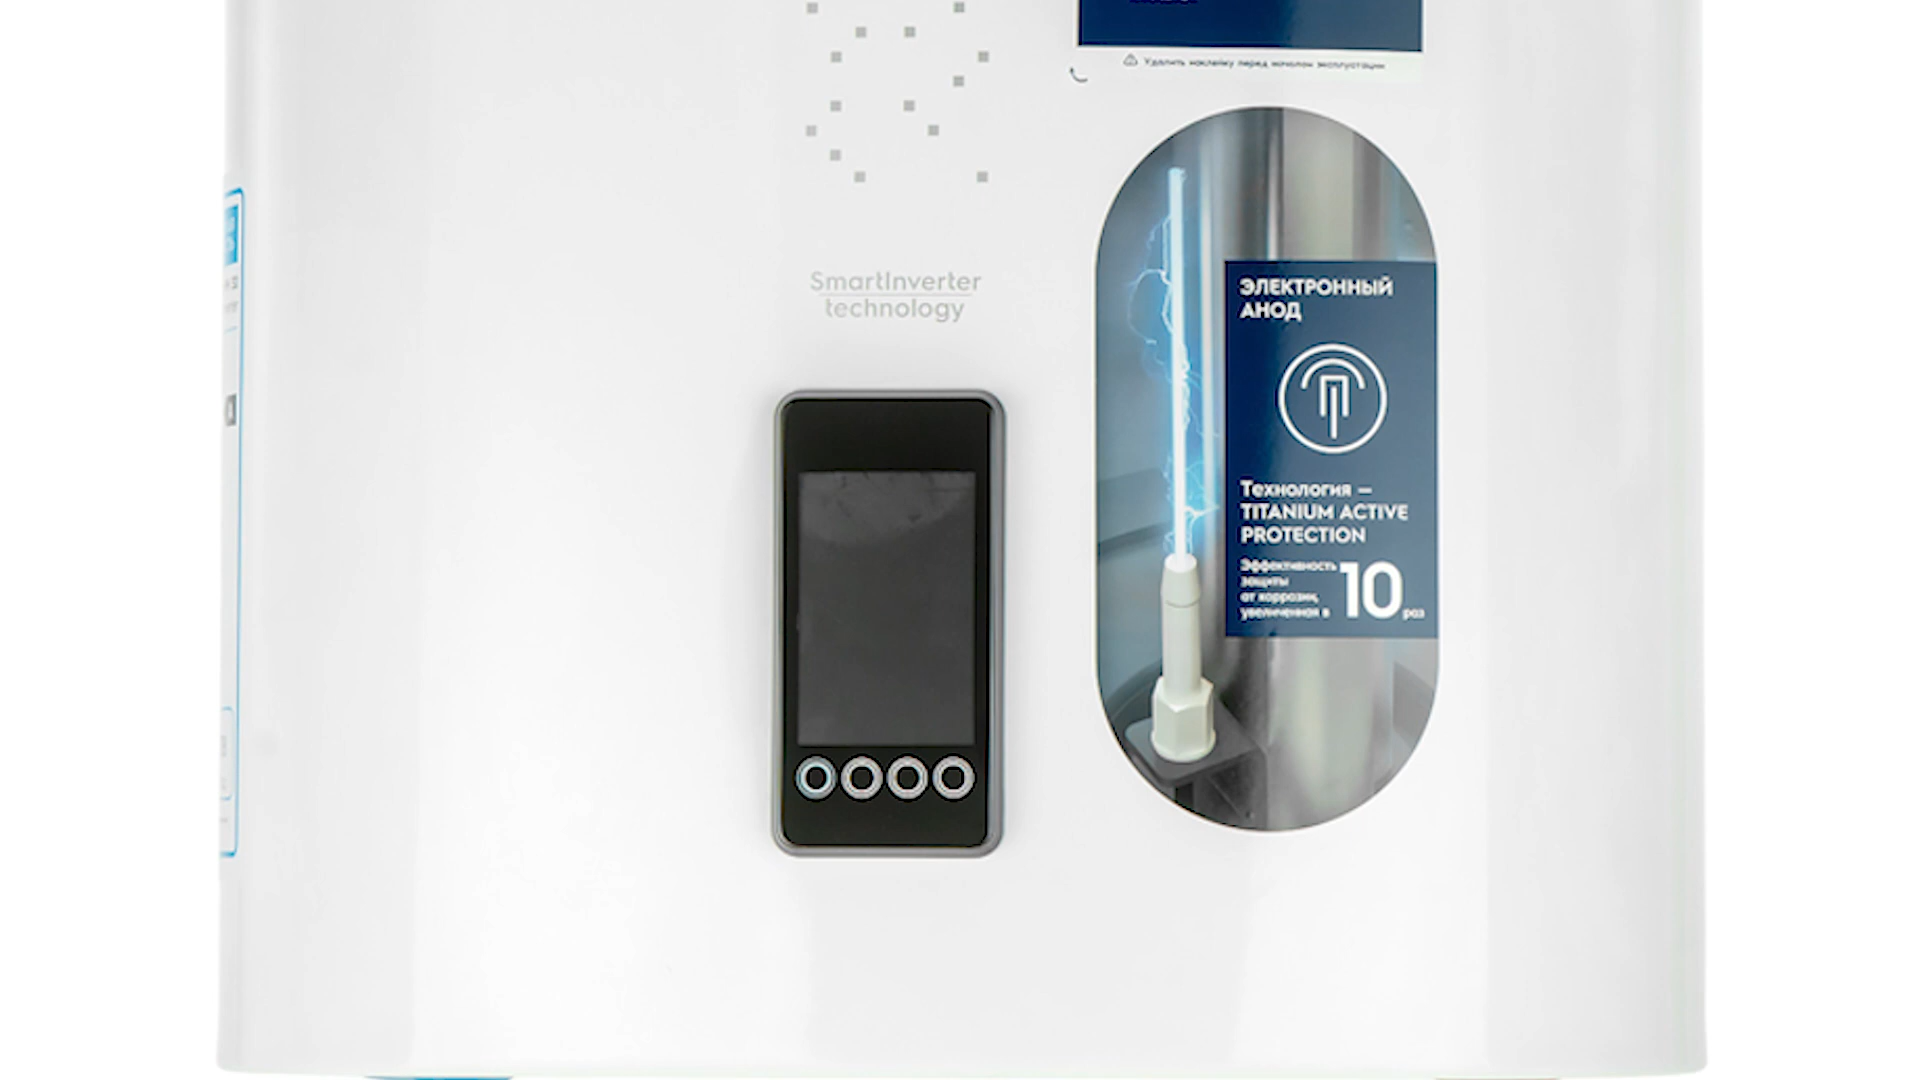 Удалить наклейку перед началом эксплуатации
SmartInverter
technology
ЭЛЕКТРОННЫЙ
АНОД
Технология —
TITANIUM ACTIVE
PROTECTION
Эффективность
защиты
от коррозии,
увеличенная в
10 раз